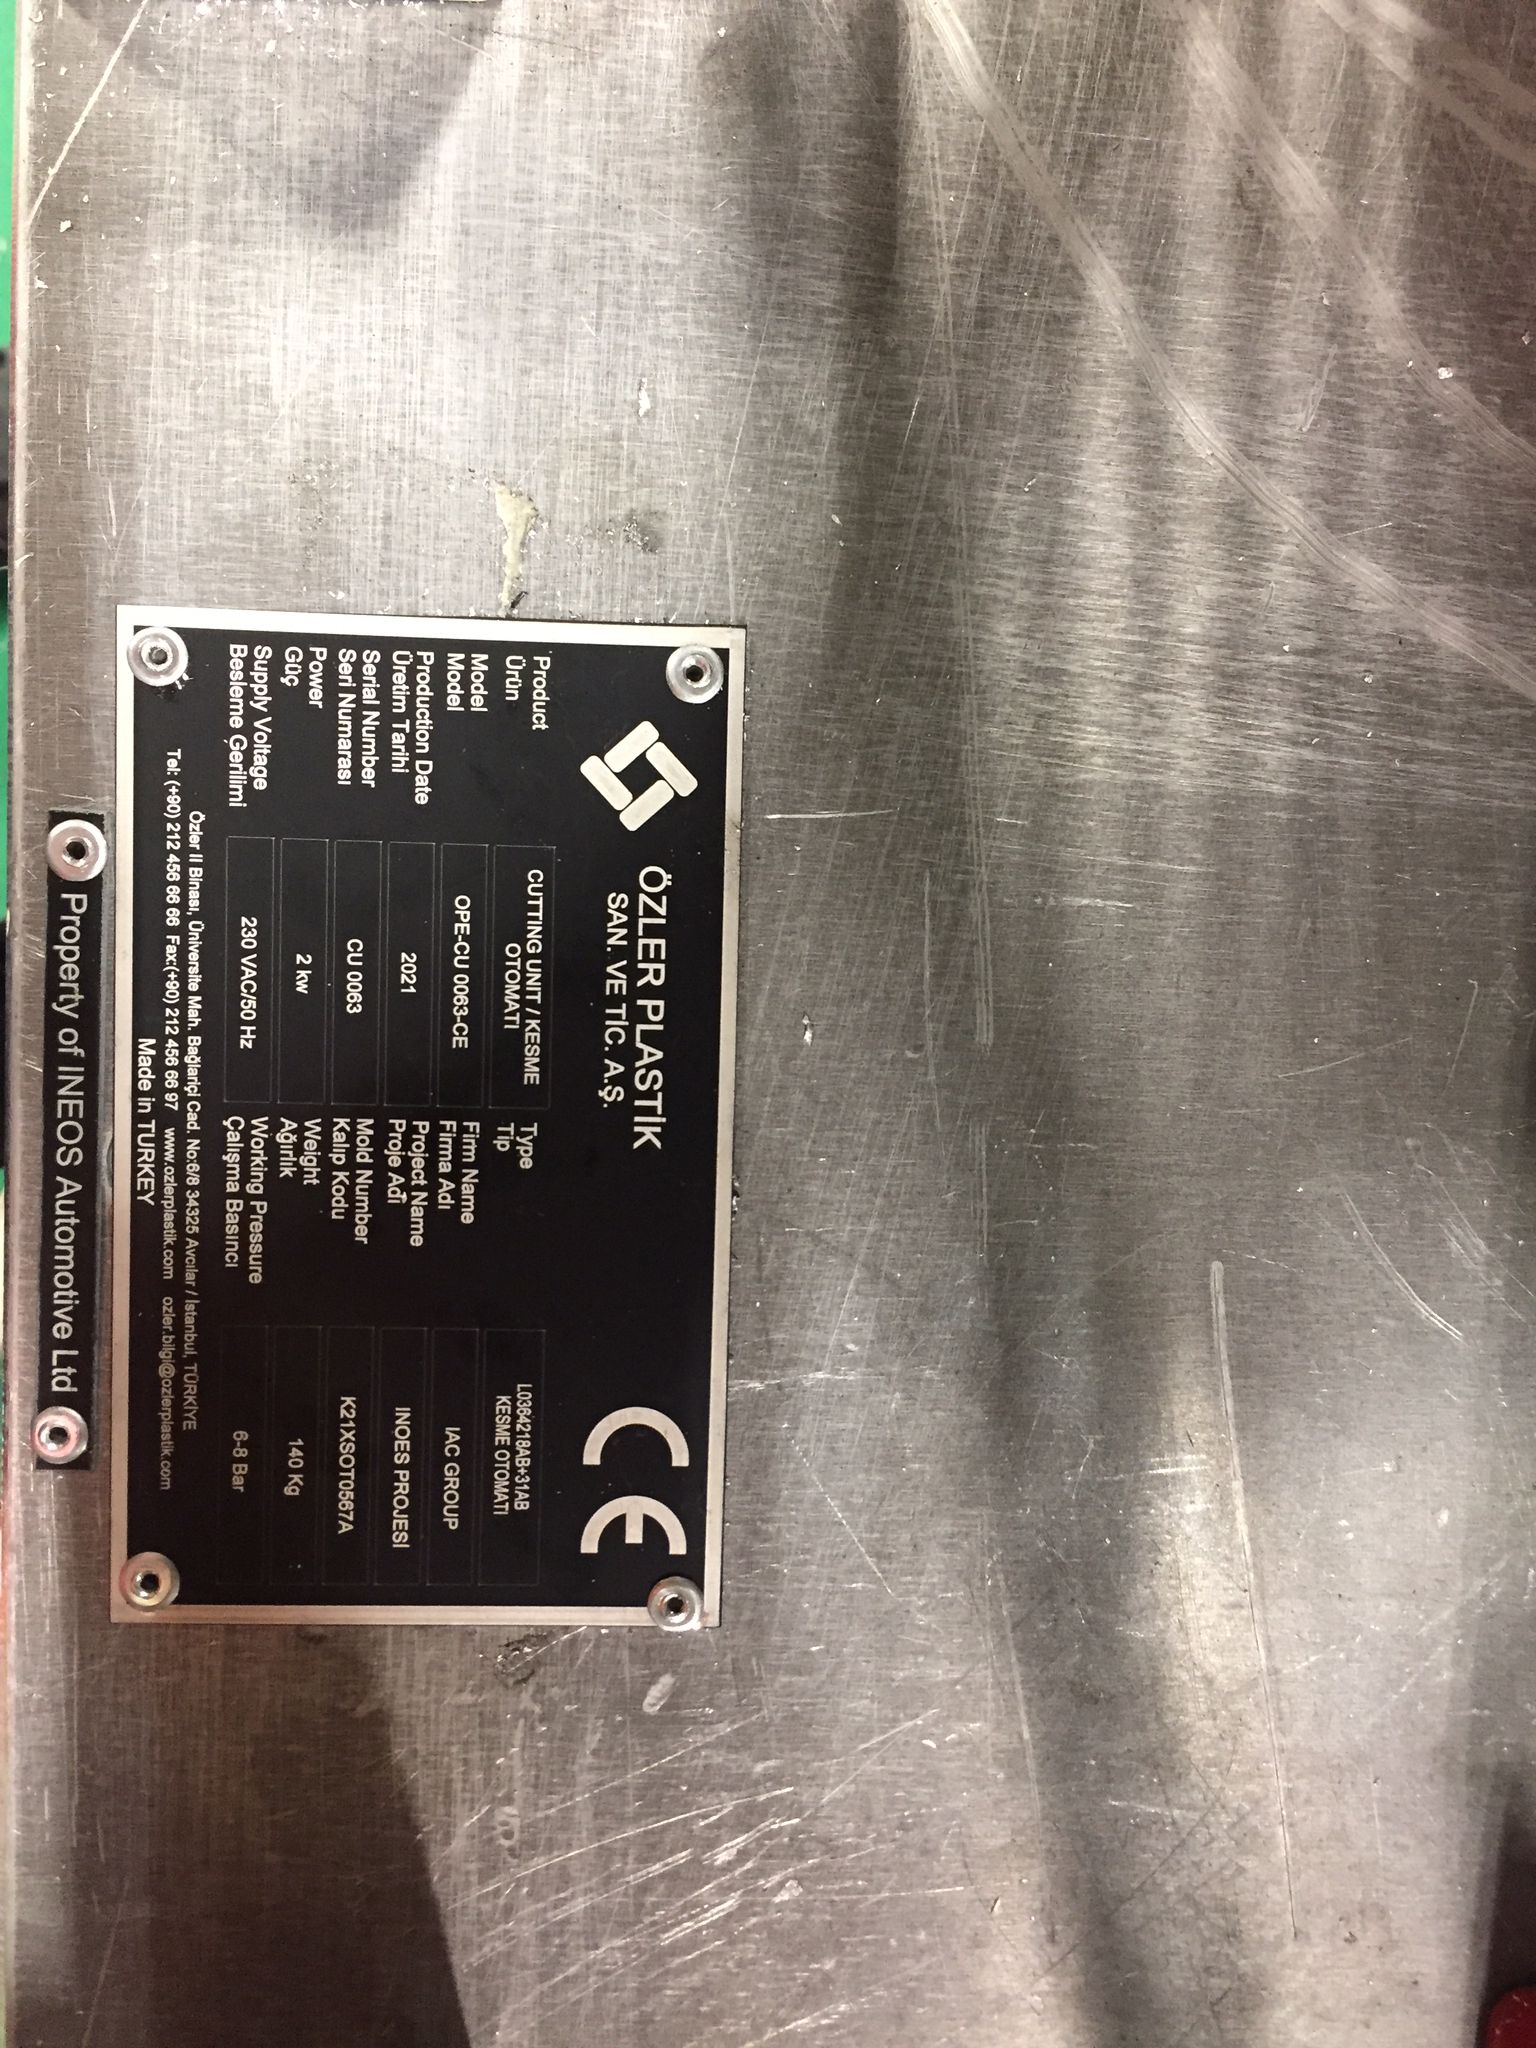 ÖZLER PLASTİK
SAN. VE TİC. A.Ş.
CE
Product
Ürün
CUTTING UNIT / KESME
OTOMATI
Type
Tip
L0364218AB+31AB
KESME OTOMATI
Model
Model
OPE-CU 0063-CE
Firm Name
Firma Adı
IAC GROUP
Production Date
Üretim Tarihi
2021
Project Name
Proje Adı
INOES PROJESİ
Serial Number
Seri Numarası
CU 0063
Mold Number
Kalıp Kodu
K21XSOT0567A
Power
Güç
2 kw
Weight
Ağırlık
140 Kg
Supply Voltage
Besleme Gerilimi
230 VAC/50 Hz
Working Pressure
Çalışma Basıncı
6-8 Bar
Özler II Binası, Üniversite Mah. Bağlariçi Cad. No:6/8 34325 Avcılar / İstanbul, TÜRKİYE
Tel: (+90) 212 456 66 66 Fax:(+90) 212 456 66 97 www.ozlerplastik.com ozler.bilgi@ozlerplastik.com
Made in TURKEY
Property of INEOS Automotive Ltd